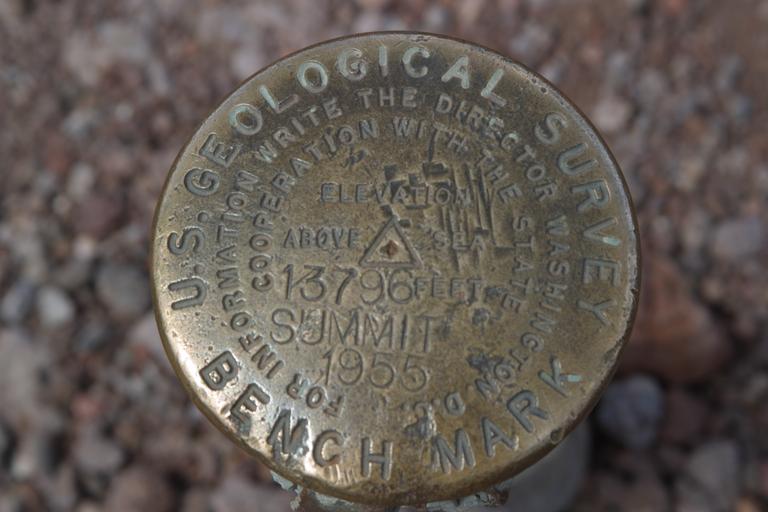 U.S. GEOLOGICAL SURVEY
FOR INFORMATION WRITE THE DIRECTOR WASHINGTON D.C.
COOPERATION WITH THE STATE
ELEVATION
ABOVE SEA
13796 FEET
SUMMIT
1955
BENCH MARK